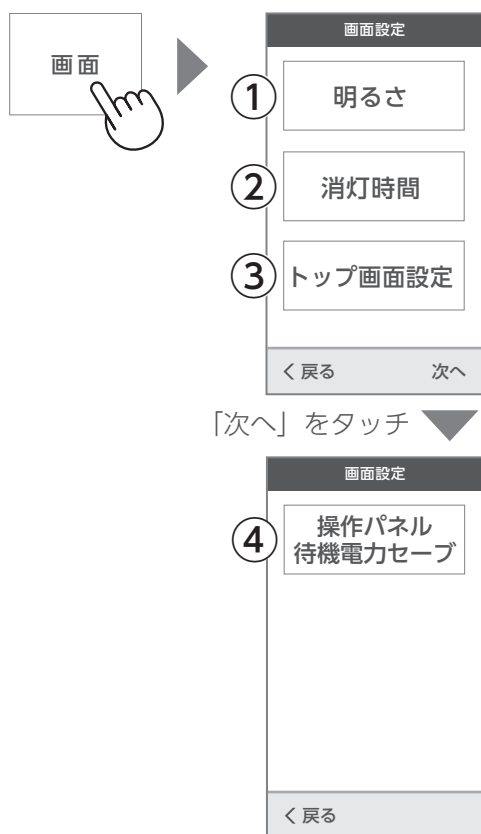 画面
画面設定
① 明るさ
② 消灯時間
③ トップ画面設定
く戻る 次へ
「次へ」をタッチ
画面設定
④ 操作パネル
待機電力セーブ
く戻る